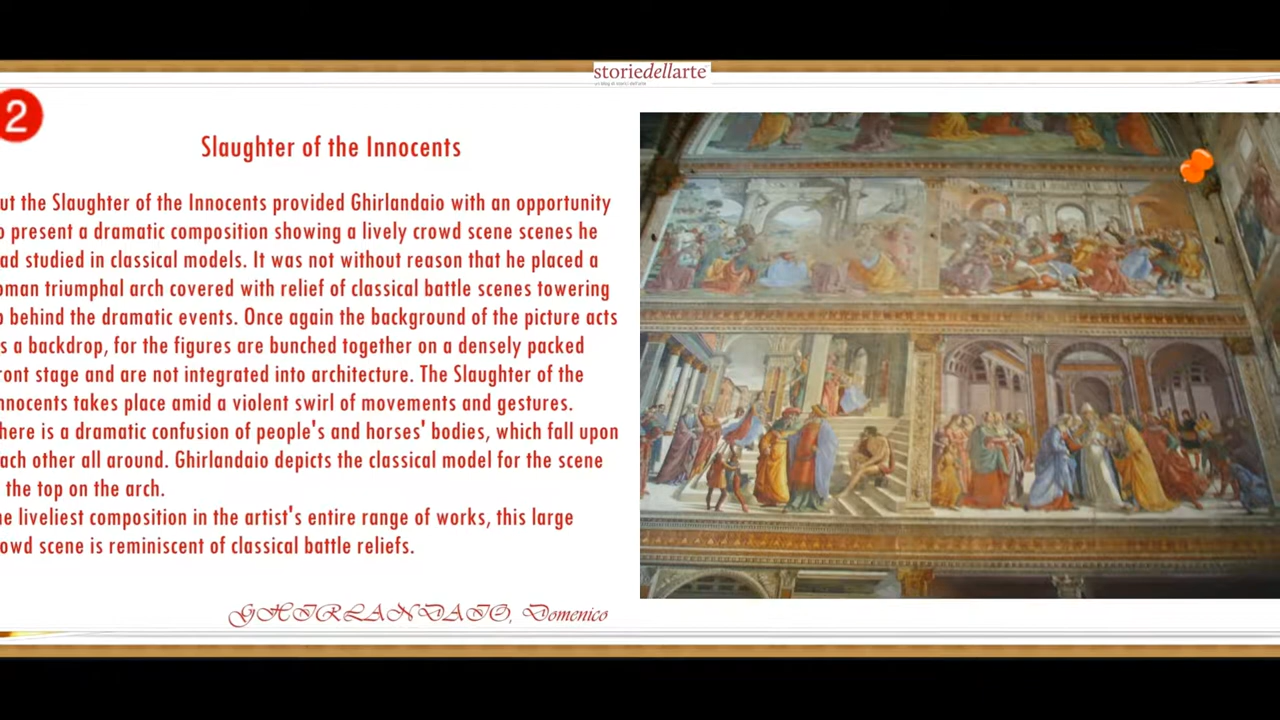 storiedellarte
un blog di storici dell'arte
2
Slaughter of the Innocents
ut the Slaughter of the Innocents provided Ghirlandaio with an opportunity
o present a dramatic composition showing a lively crowd scene scenes he
ad studied in classical models. It was not without reason that he placed a
oman triumphal arch covered with relief of classical battle scenes towering
p behind the dramatic events. Once again the background of the picture acts
s a backdrop, for the figures are bunched together on a densely packed
ront stage and are not integrated into architecture. The Slaughter of the
nnocents takes place amid a violent swirl of movements and gestures.
here is a dramatic confusion of people's and horses' bodies, which fall upon
ach other all around. Ghirlandaio depicts the classical model for the scene
the top on the arch.
he liveliest composition in the artist's entire range of works, this large
owd scene is reminiscent of classical battle reliefs.
GHIRLANDAIO, Domenico